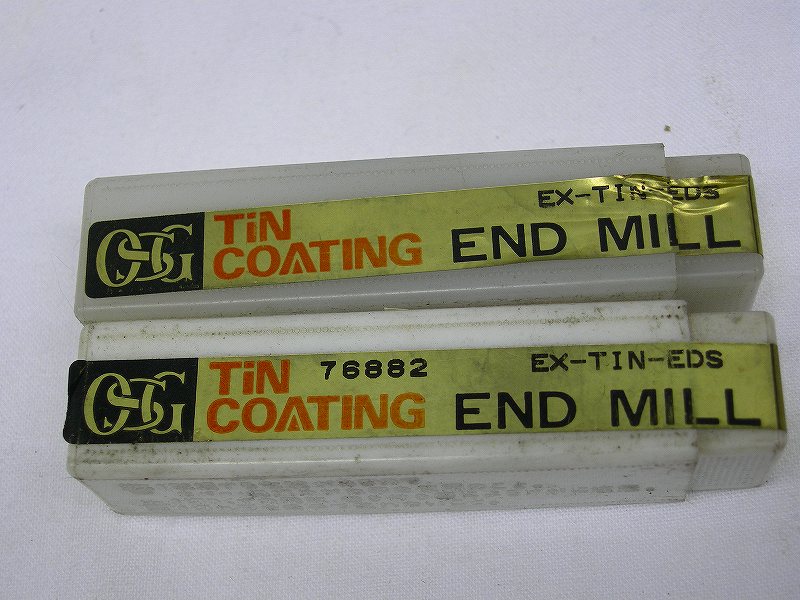 OSG
TiN
COATING
EX-TIN-EDS
END MILL
OSG
TiN
COATING
76882
EX-TIN-EDS
END MILL